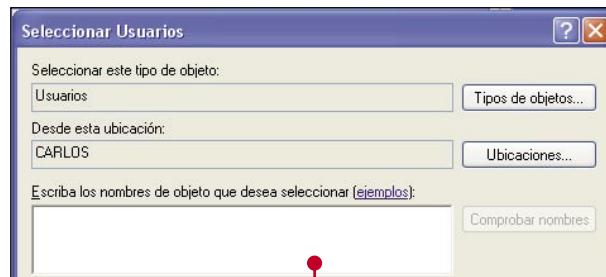 Seleccionar Usuarios
Seleccionar este tipo de objeto:
Usuarios
Tipos de objetos...
Desde esta ubicación:
CARLOS
Ubicaciones...
Escriba los nombres de objeto que desea seleccionar (ejemplos):
Comprobar nombres